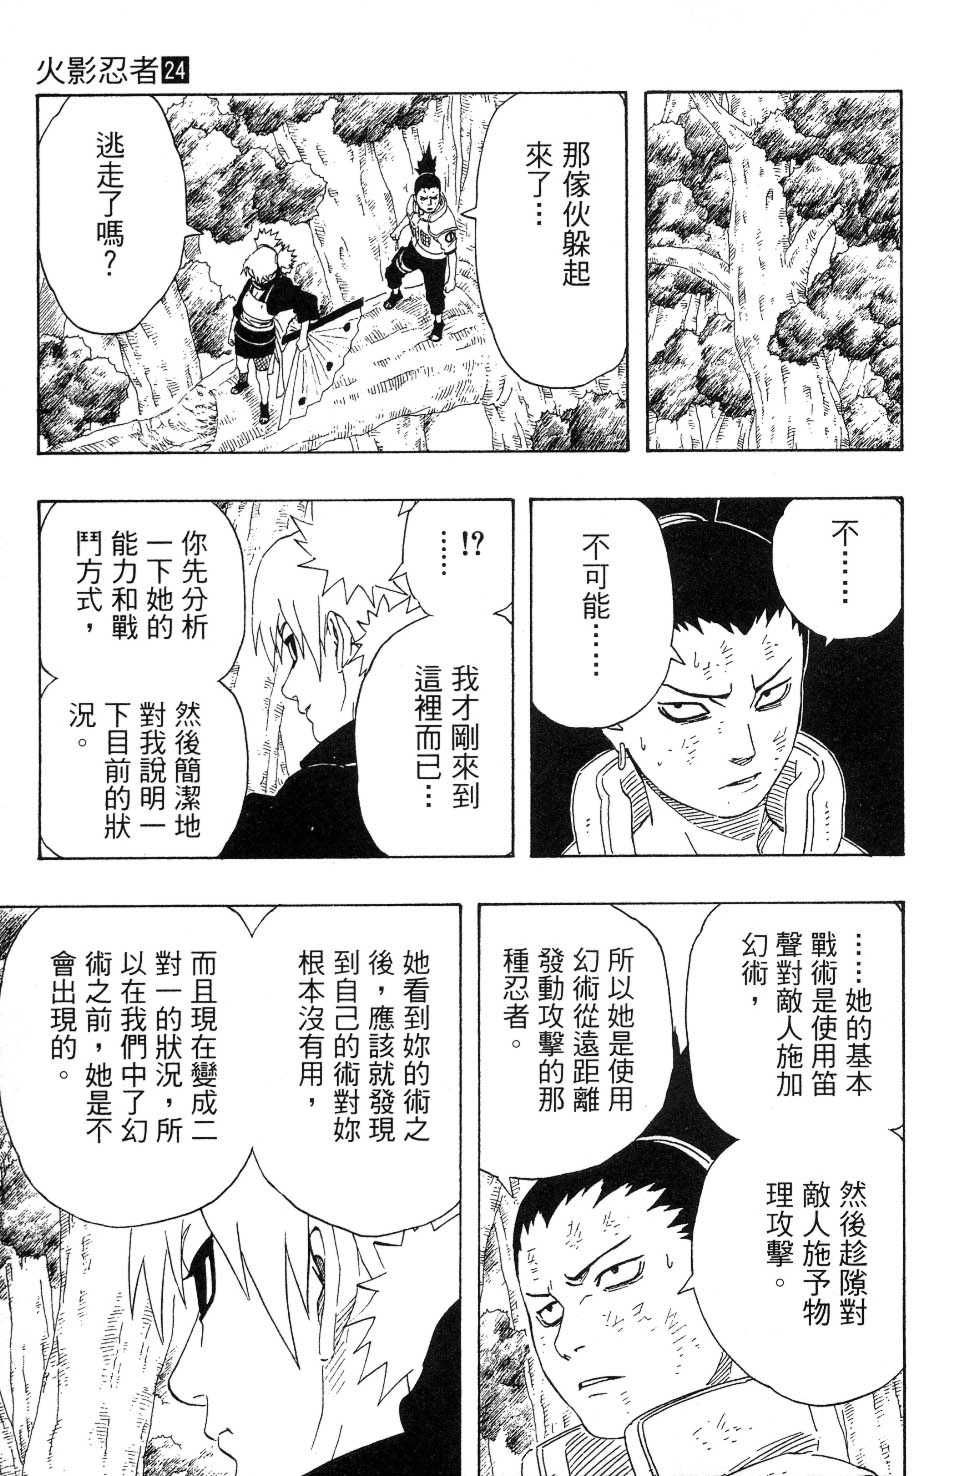 火影忍者24
那傢伙躲起
來了…
逃走了嗎？
不……
不可能……
!?
……
我才剛來到
這裡而已…
你先分析
一下她的
能力和戰
鬥方式，
然後簡潔地
對我說明一
下目前的狀
況。
……她的基本
戰術是使用笛
聲對敵人施加
幻術，
然後趁隙對
敵人施予物
理攻擊。
所以她是使用
幻術從遠距離
發動攻擊的那
種忍者。
她看到妳的術之
後，應該就發現
到自己的術對妳
根本沒有用，
而且現在變成二
對一的狀況，所
以在我們中了幻
術之前，她是不
會出現的。